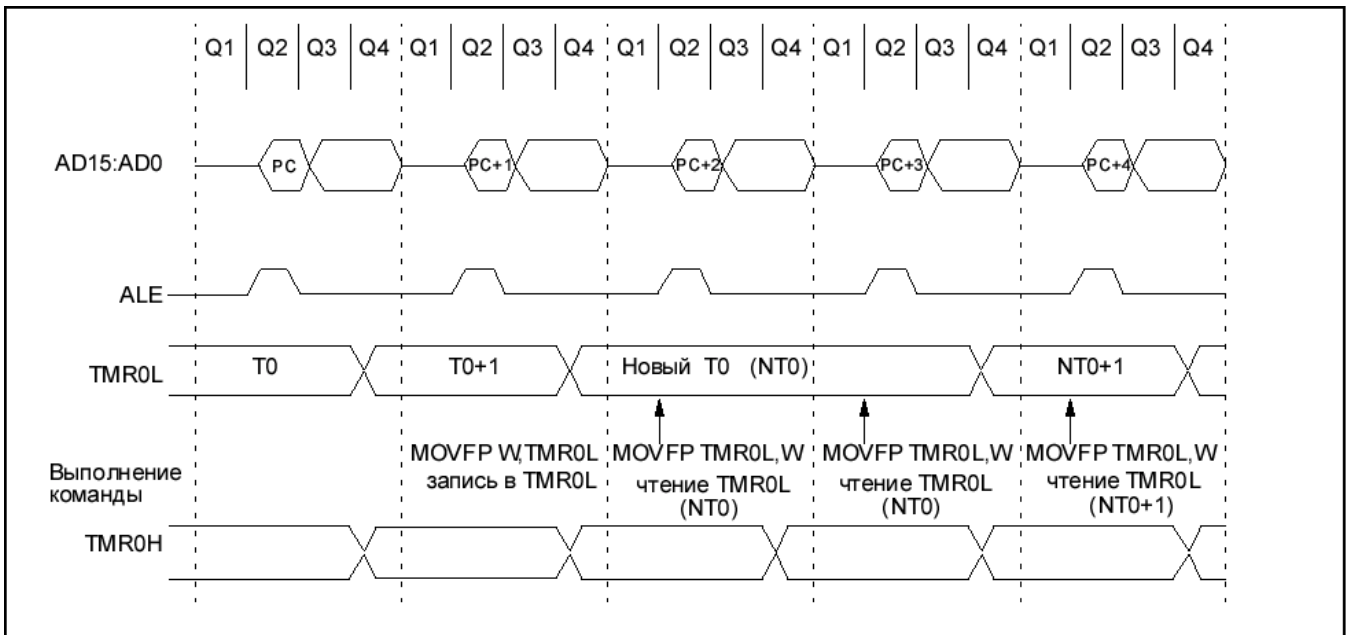 Q1 Q2 Q3 Q4 Q1 Q2 Q3 Q4 Q1 Q2 Q3 Q4 Q1 Q2 Q3 Q4 Q1 Q2 Q3 Q4
AD15:AD0 PC PC+1 PC+2 PC+3 PC+4
ALE
TMR0L T0 T0+1 Новый T0 (NT0) NT0+1
Выполнение
команды
MOVFP W,TMR0L
запись в TMR0L
MOVFP TMR0L,W
чтение TMR0L
(NT0)
MOVFP TMR0L,W
чтение TMR0L
(NT0)
MOVFP TMR0L,W
чтение TMR0L
(NT0+1)
TMR0H